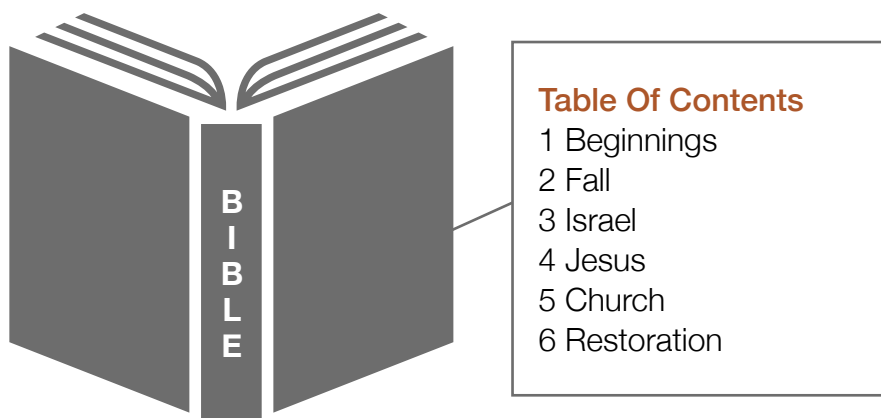 BIBLE
Table Of Contents
1 Beginnings
2 Fall
3 Israel
4 Jesus
5 Church
6 Restoration